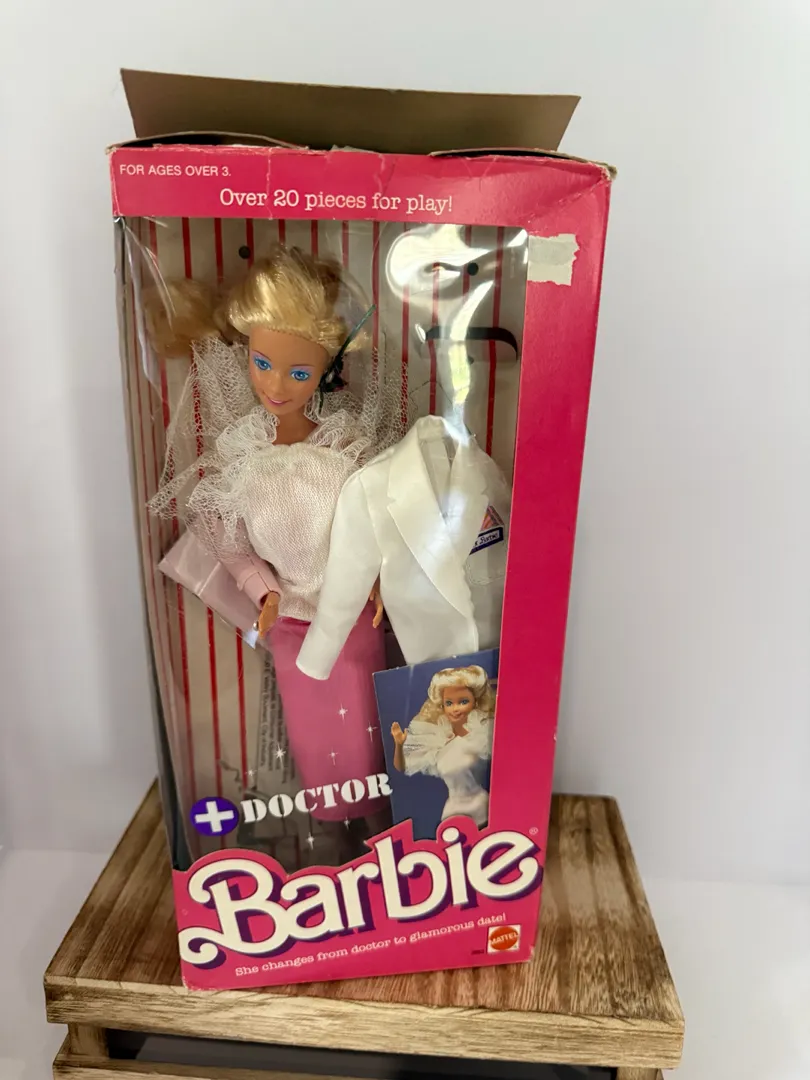 FOR AGES OVER 3.
Over 20 pieces for play!
DOCTOR
Barbie®
She changes from doctor to glamorous date!
MATTEL